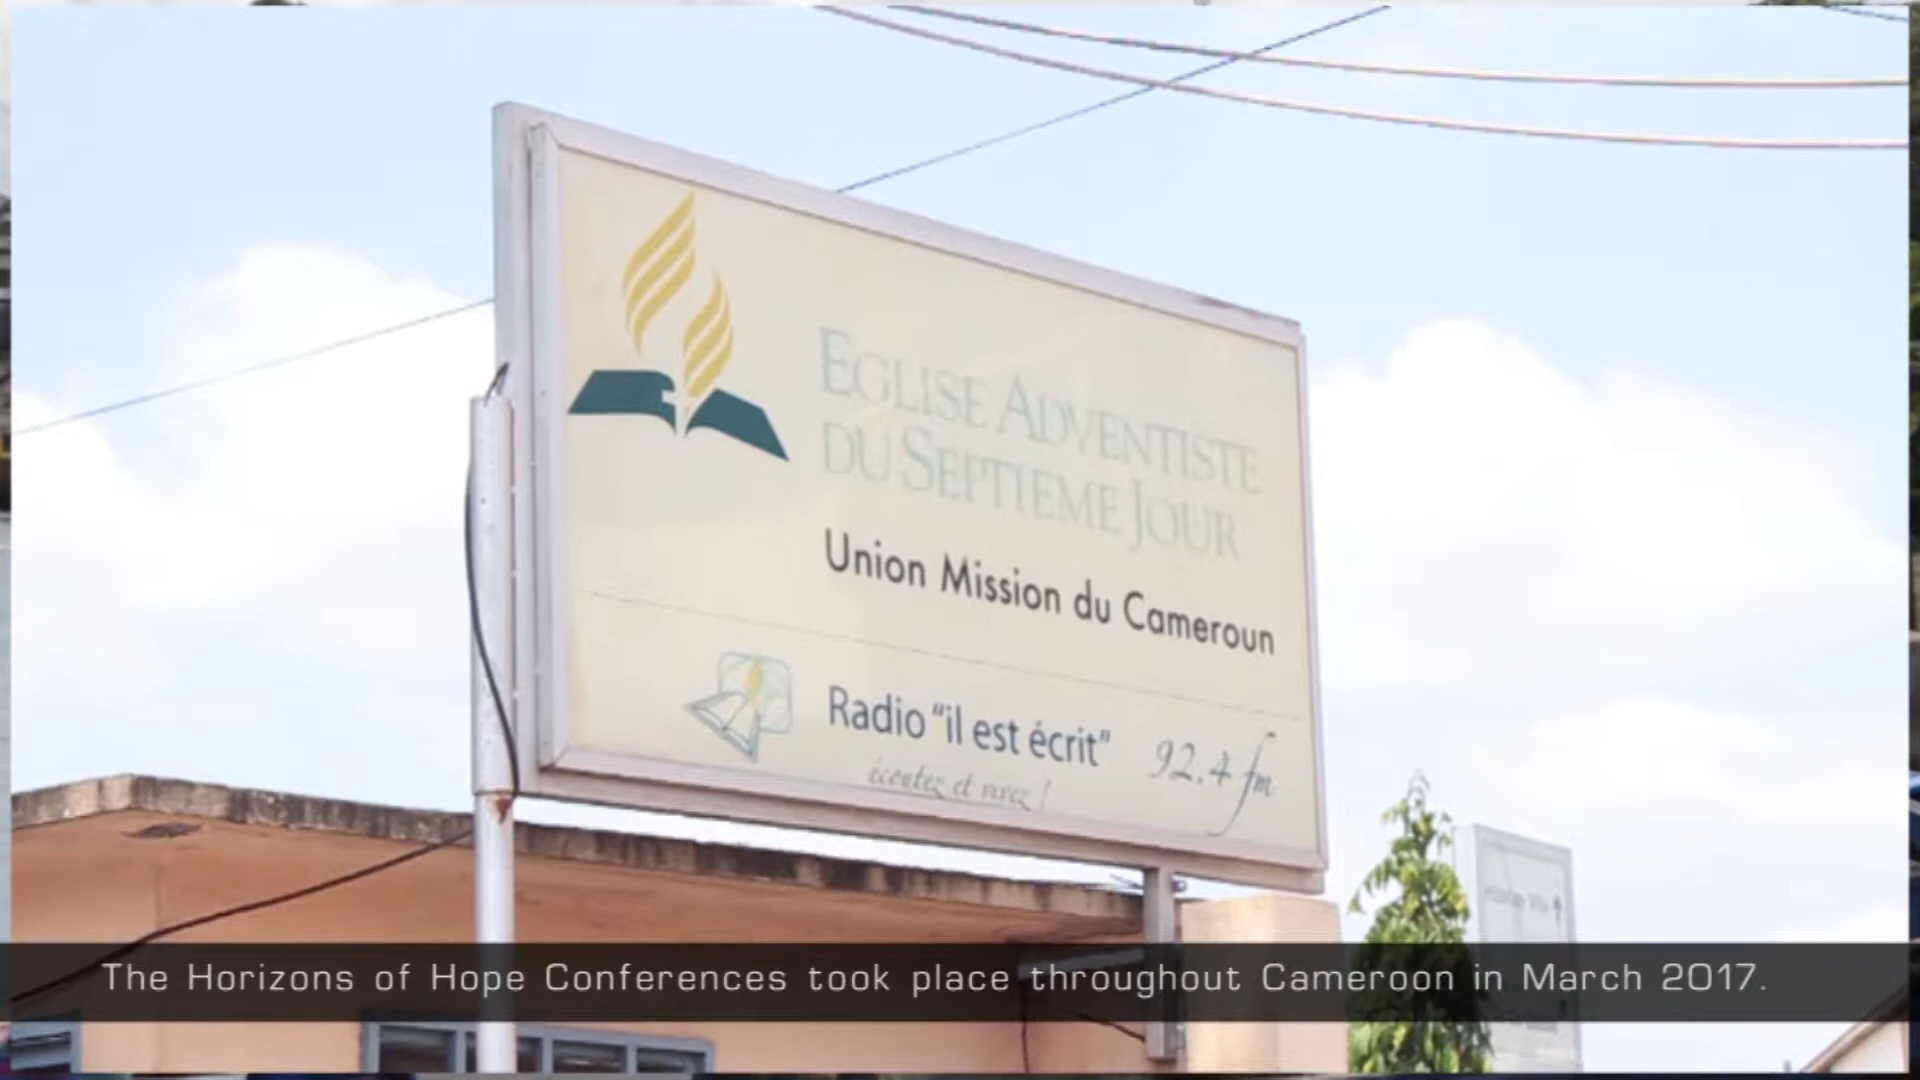 EGLISE ADVENTISTE
DU SEPTIEME JOUR
Union Mission du Cameroun
Radio "il est écrit" 92.4 fm
écoutez et vivez !
The Horizons of Hope Conferences took place throughout Cameroon in March 2017.